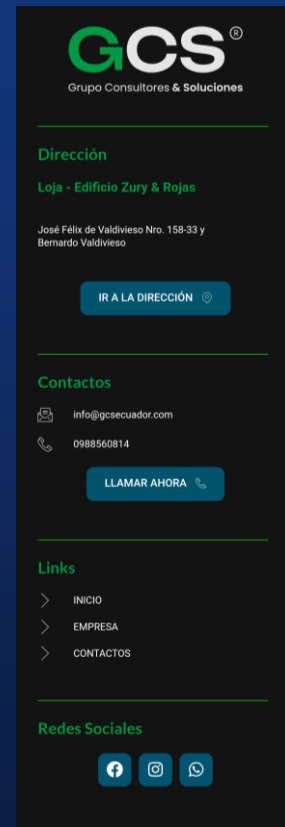 GCS®
Grupo Consultores & Soluciones
Dirección
Loja - Edificio Zury & Rojas
José Félix de Valdivieso Nro. 158-33 y
Bernardo Valdivieso
IR A LA DIRECCIÓN
Contactos
info@gcsecuador.com
0988560814
LLAMAR AHORA
Links
INICIO
EMPRESA
CONTACTOS
Redes Sociales